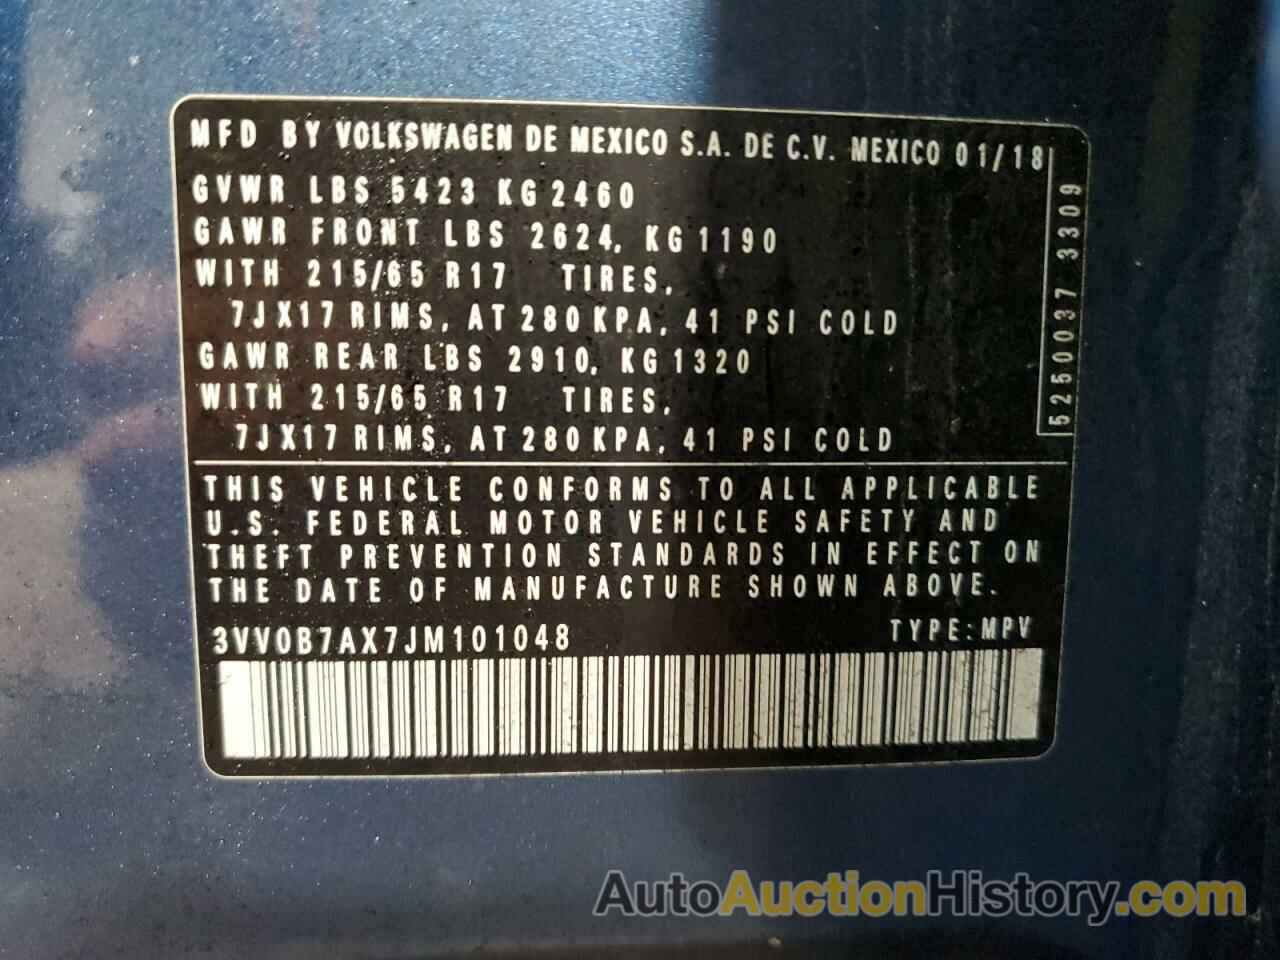 MFD BY VOLKSWAGEN DE MEXICO S.A. DE C.V. MEXICO 01/18
GVWR LBS 5423 KG 2460
GAWR FRONT LBS 2624, KG 1190
WITH 215/65 R17 TIRES,
7JX17 RIMS, AT 280 KPA, 41 PSI COLD
GAWR REAR LBS 2910, KG 1320
WITH 215/65 R17 TIRES,
7JX17 RIMS, AT 280 KPA, 41 PSI COLD
5250037 3309
THIS VEHICLE CONFORMS TO ALL APPLICABLE
U.S. FEDERAL MOTOR VEHICLE SAFETY AND
THEFT PREVENTION STANDARDS IN EFFECT ON
THE DATE OF MANUFACTURE SHOWN ABOVE.
3VV0B7AX7JM101048 TYPE: MPV
AutoAuctionHistory.com